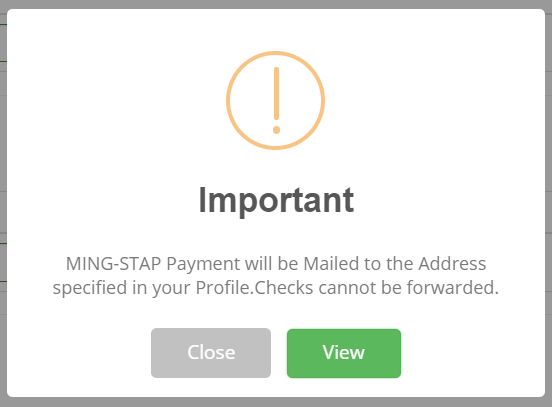 Important
MING-STAP Payment will be Mailed to the Address
specified in your Profile.Checks cannot be forwarded.
Close View